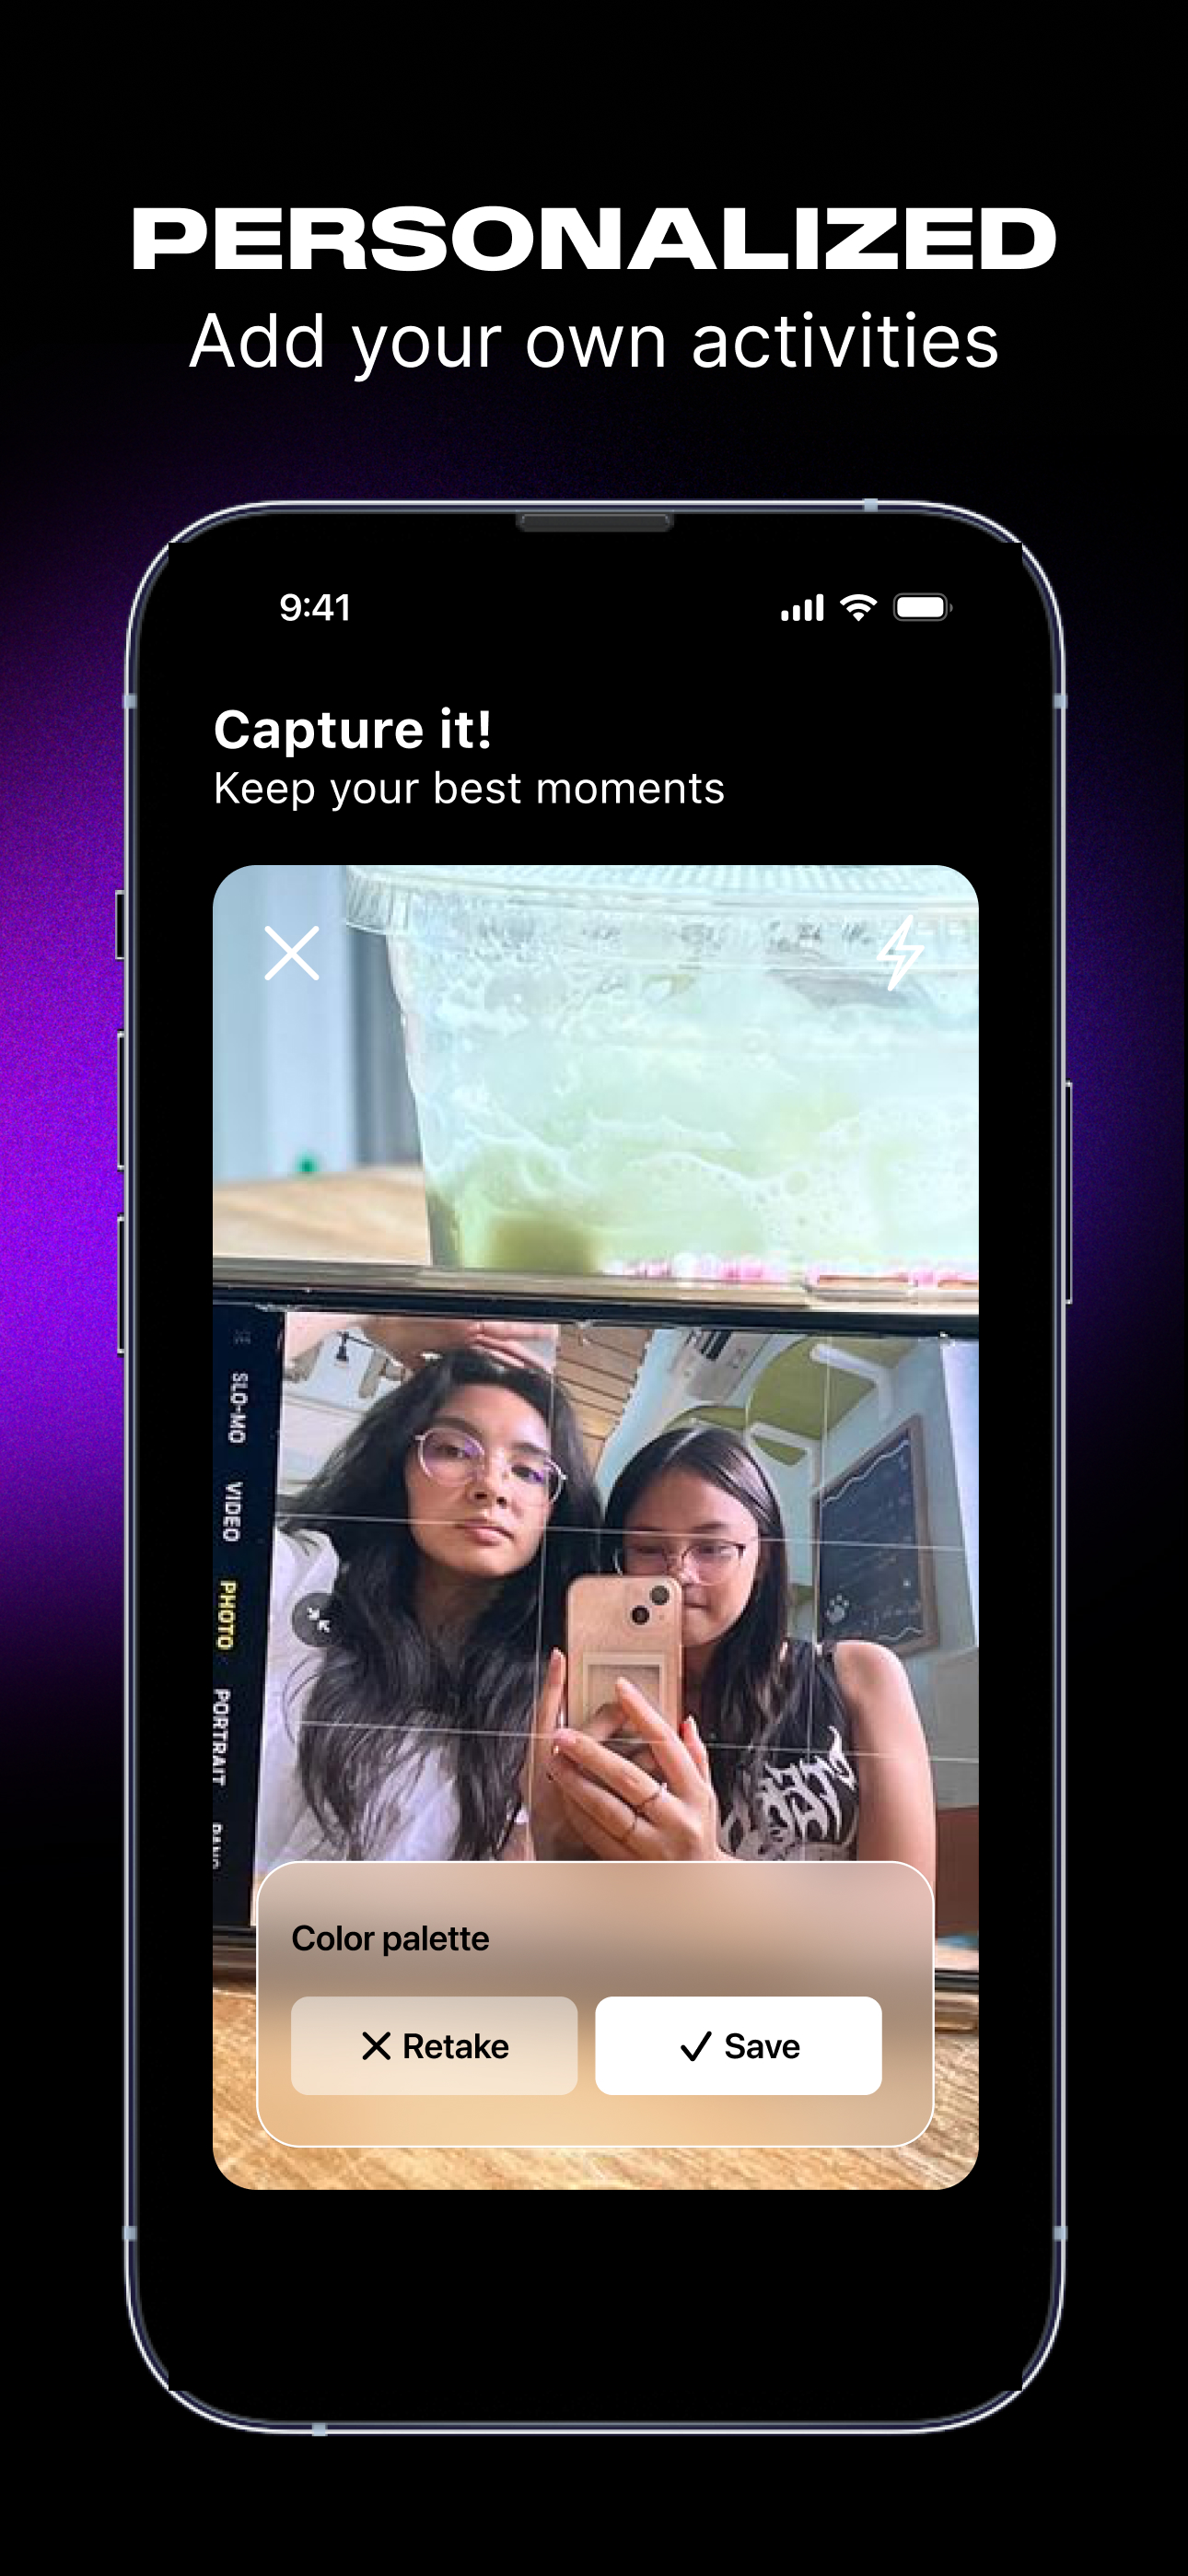 PERSONALIZED
Add your own activities
9:41
Capture it!
Keep your best moments
SLO-MO
VIDEO
PHOTO
PORTRAIT
Color palette
Retake
Save